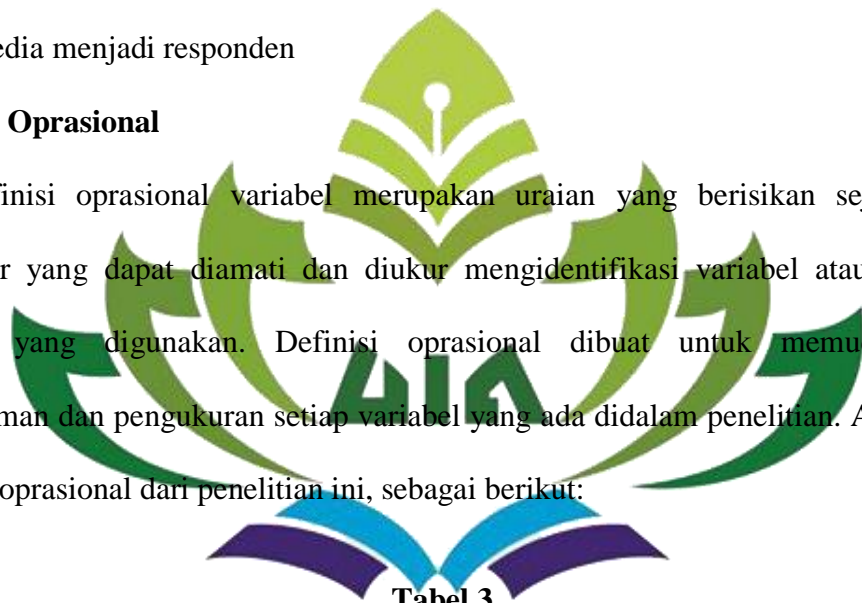 edia menjadi responden
Oprasional
finisi oprasional variabel merupakan uraian yang berisikan sej
r yang dapat diamati dan diukur mengidentifikasi variabel atau
yang digunakan. Definisi oprasional dibuat untuk memu
man dan pengukuran setiap variabel yang ada didalam penelitian. A
oprasional dari penelitian ini, sebagai berikut:
UIN
Tabel 3